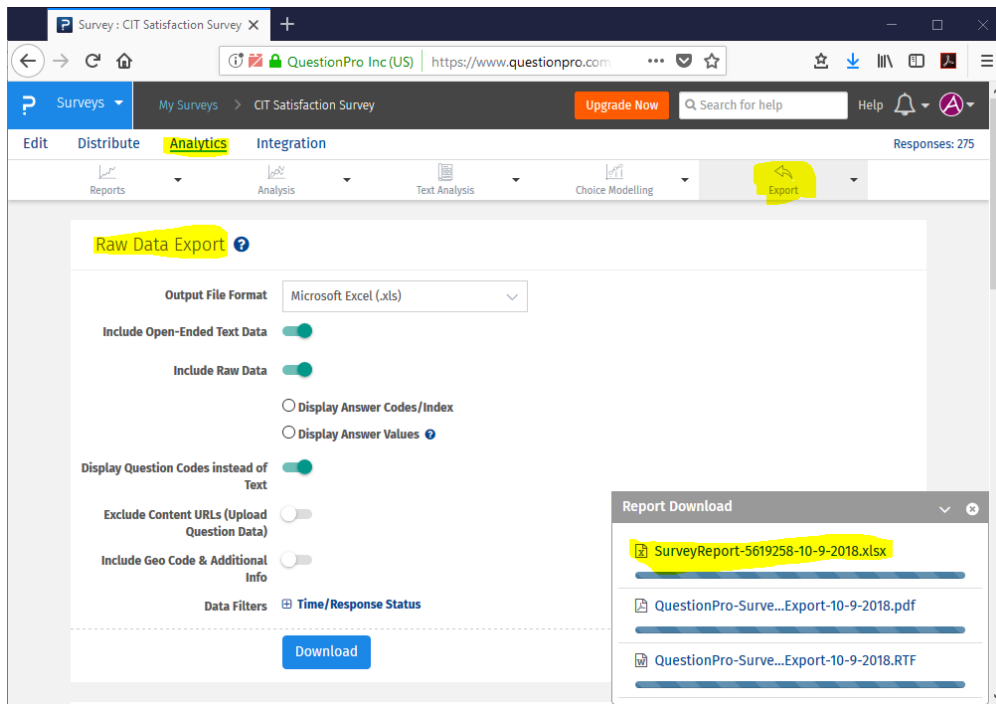 Survey : CIT Satisfaction Survey
QuestionPro Inc (US) https://www.questionpro.com
Surveys My Surveys > CIT Satisfaction Survey Upgrade Now Search for help Help
Edit Distribute Analytics Integration Responses: 275
Reports Analysis Text Analysis Choice Modelling Export
Raw Data Export
Output File Format Microsoft Excel (.xls)
Include Open-Ended Text Data
Include Raw Data
Display Answer Codes/Index
Display Answer Values
Display Question Codes instead of
Text
Exclude Content URLs (Upload
Question Data)
Include Geo Code & Additional
Info
Data Filters Time/Response Status
Download
Report Download
SurveyReport-5619258-10-9-2018.xlsx
QuestionPro-Surve...Export-10-9-2018.pdf
QuestionPro-Surve...Export-10-9-2018.RTF